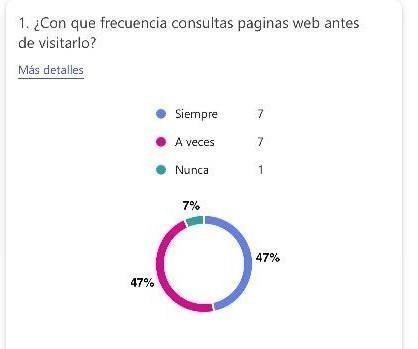 1. ¿Con que frecuencia consultas paginas web antes
de visitarlo?
Más detalles
Siempre 7
A veces 7
Nunca 1
7%
47%
47%